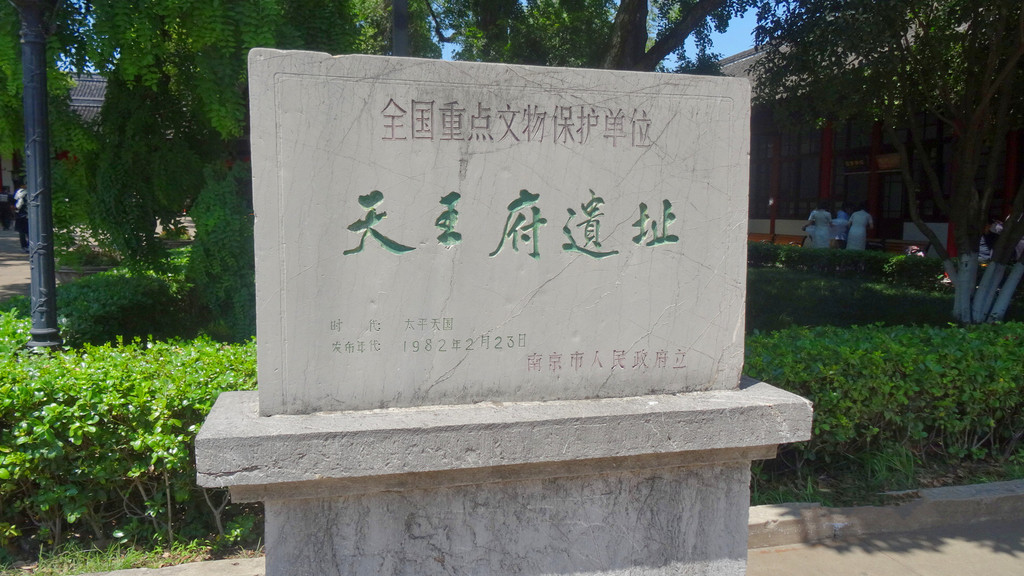 全国重点文物保护单位
天王府遺址
时 代: 太平天国
发布年代: 1982年2月23日
南京市人民政府立